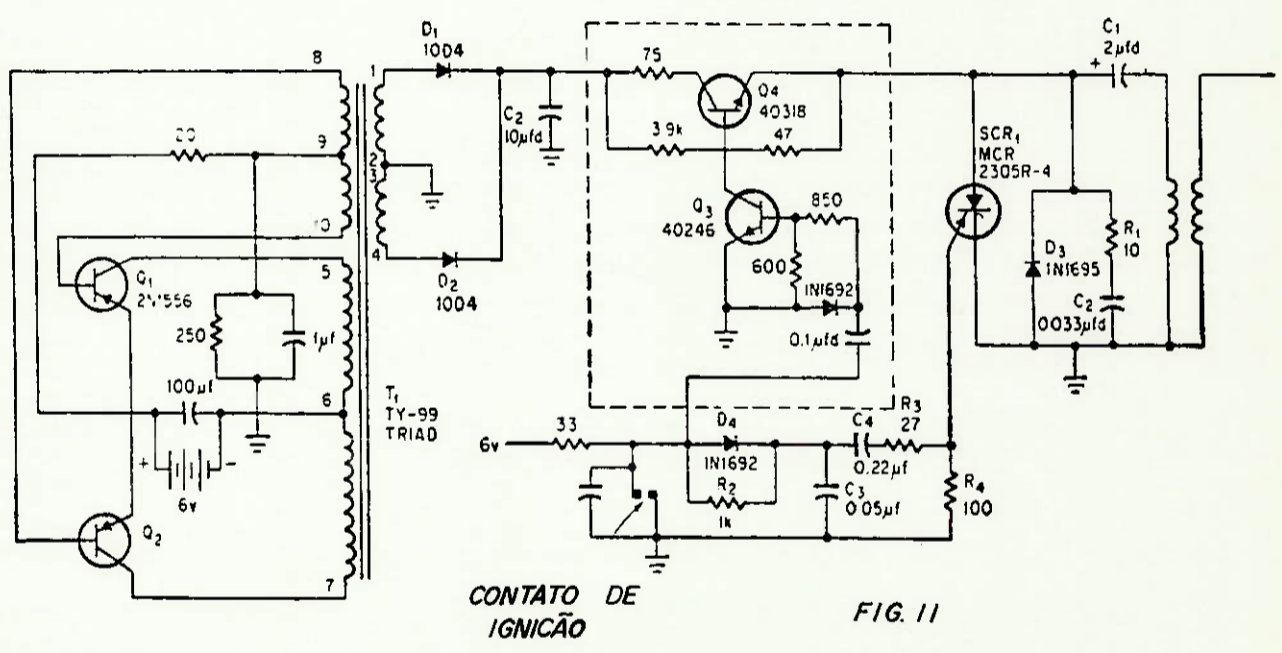 D1
1004
8
1
20
9
2
3
C2
10µfd
10
4
D2
1004
5
Q1
250
1µf
100µf
6
T1
TY-99
TRIAD
+
-
6v
Q2
7
75
Q4
40318
3.9k
47
Q3
40246
850
600
1N1692
0.1µfd
SCR1
MCR
2305R-4
C1
2µfd
+
-
D3
1N1695
R1
10
C2
0.033µfd
6v
33
D4
1N1692
R2
1k
C3
0.05µf
C4
0.22µf
R3
27
R4
100
CONTATO DE
IGNICÃO
FIG. 11